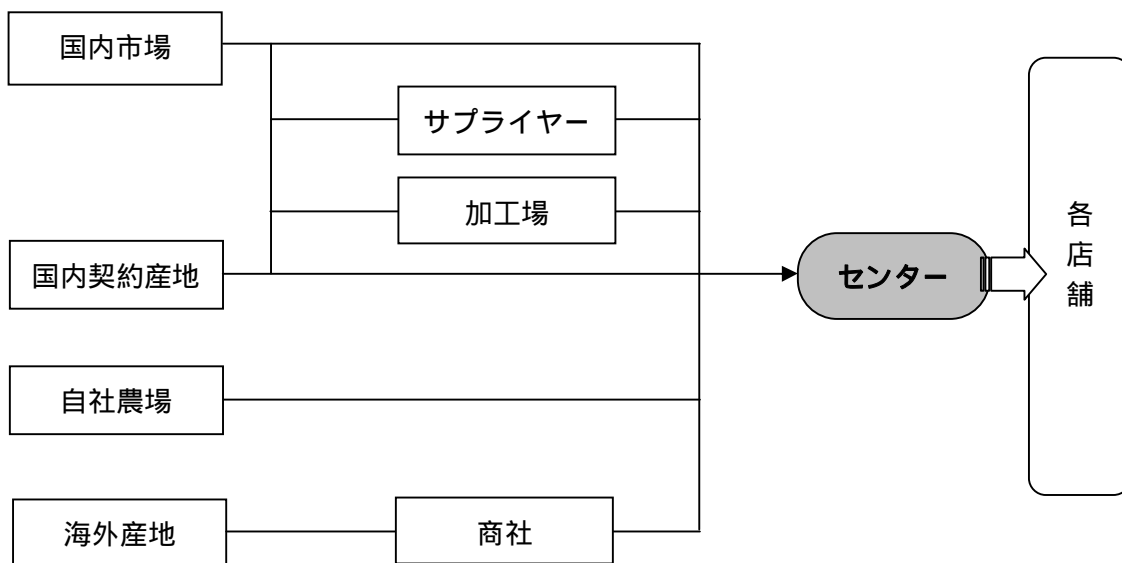 国内市場
サプライヤー
加工場
国内契約産地
センター
各店舗
自社農場
海外産地
商社